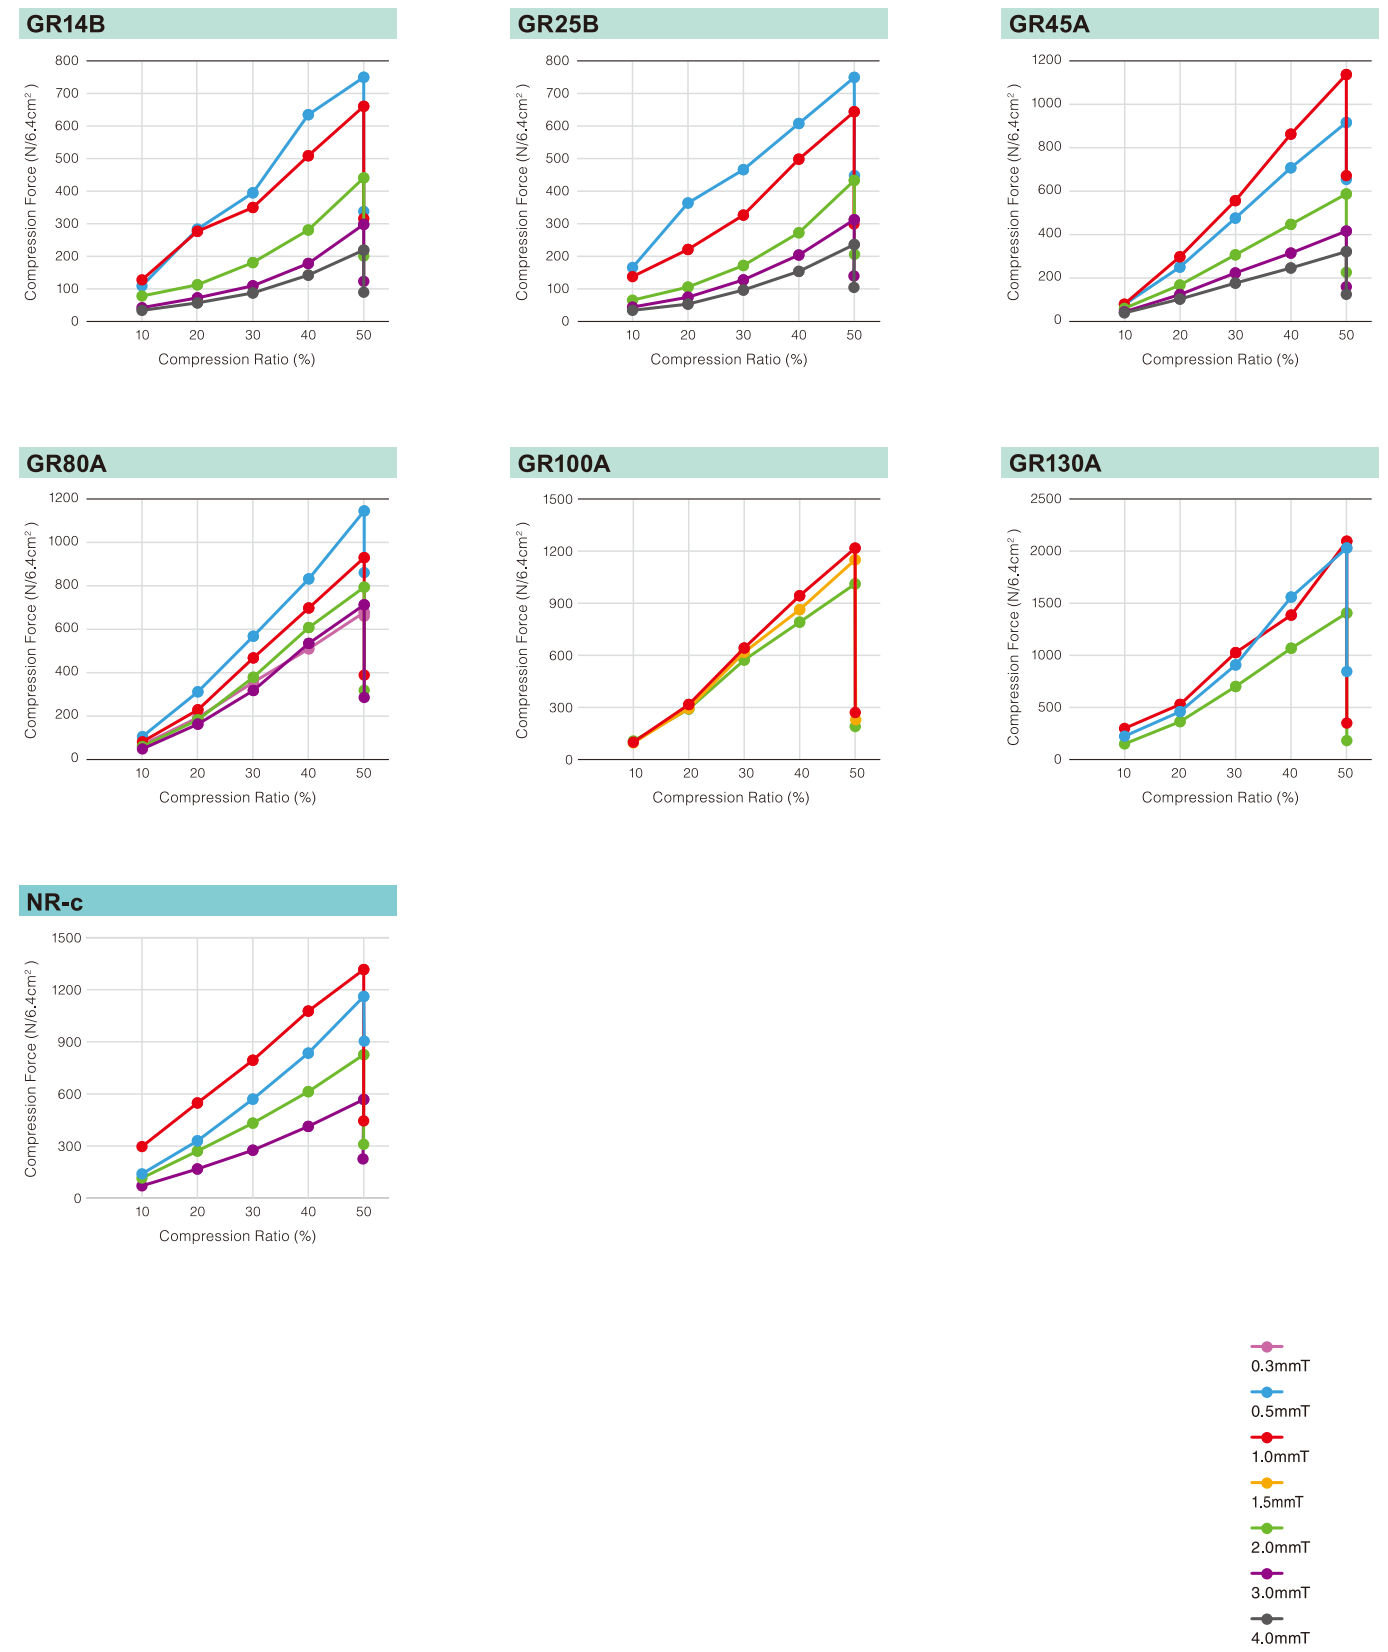 GR14B
800
700
600
500
400
300
200
100
0
10 20 30 40 50
Compression Ratio (%)
Compression Force (N/6.4cm²)
GR25B
800
700
600
500
400
300
200
100
0
10 20 30 40 50
Compression Ratio (%)
Compression Force (N/6.4cm²)
GR45A
1200
1000
800
600
400
200
0
10 20 30 40 50
Compression Ratio (%)
Compression Force (N/6.4cm²)
GR80A
1200
1000
800
600
400
200
0
10 20 30 40 50
Compression Ratio (%)
Compression Force (N/6.4cm²)
GR100A
1500
1200
900
600
300
0
10 20 30 40 50
Compression Ratio (%)
Compression Force (N/6.4cm²)
GR130A
2500
2000
1500
1000
500
0
10 20 30 40 50
Compression Ratio (%)
Compression Force (N/6.4cm²)
NR-c
1500
1200
900
600
300
0
10 20 30 40 50
Compression Ratio (%)
Compression Force (N/6.4cm²)
0.3mmT
0.5mmT
1.0mmT
1.5mmT
2.0mmT
3.0mmT
4.0mmT